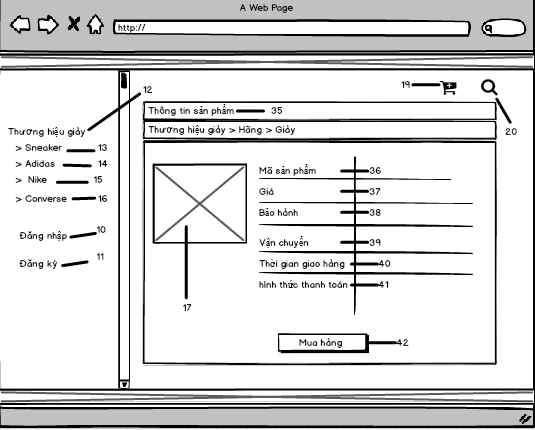 A Web Page
http://
19
12
Thông tin sản phẩm 35
20
Thương hiệu giày
Thương hiệu giày > Hãng > Giày
> Sneaker 13
> Adidas 14
> Nike 15
> Converse 16
Mã sản phẩm 36
Giá 37
Bảo hành 38
Đăng nhập 10
Vận chuyển 39
Đăng ký 11
Thời gian giao hàng 40
hình thức thanh toán 41
17
Mua hàng 42